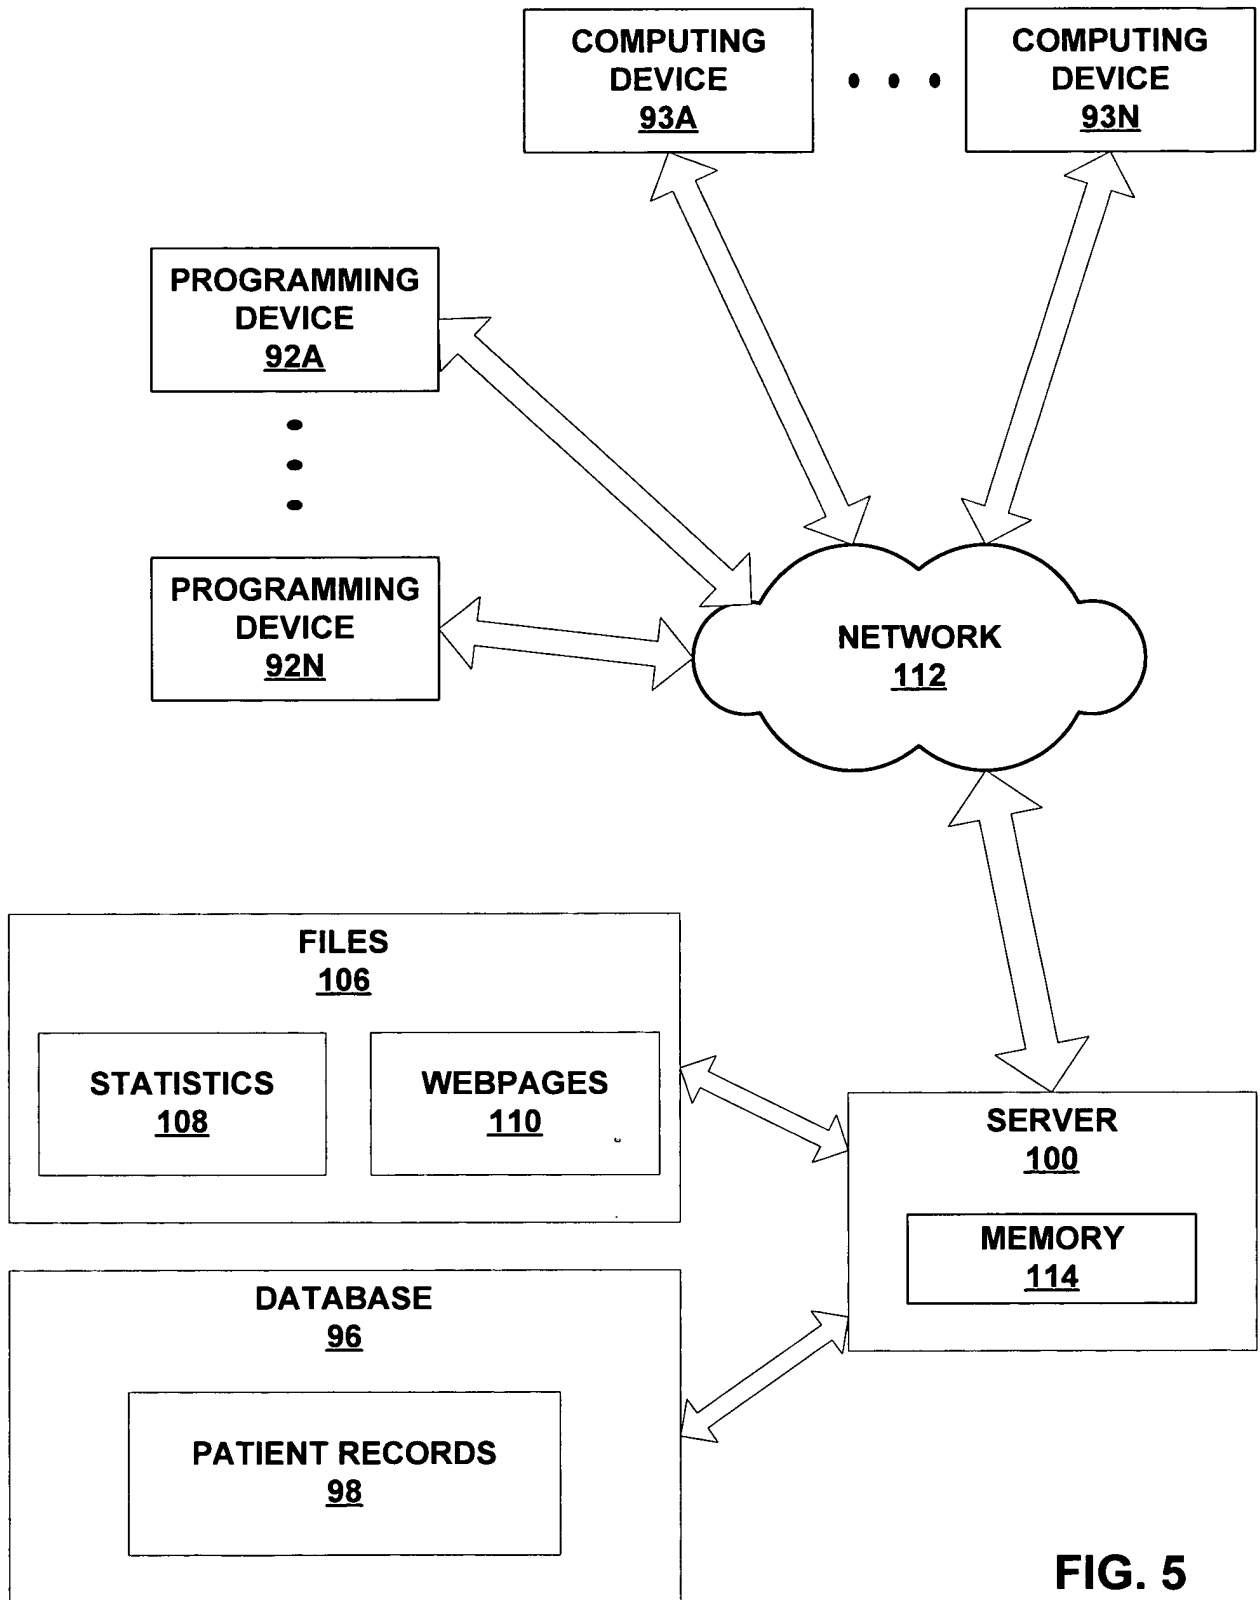 COMPUTING
DEVICE
93A
COMPUTING
DEVICE
93N
PROGRAMMING
DEVICE
92A
PROGRAMMING
DEVICE
92N
NETWORK
112
FILES
106
STATISTICS
108
WEBPAGES
110
SERVER
100
MEMORY
114
DATABASE
96
PATIENT RECORDS
98
FIG. 5